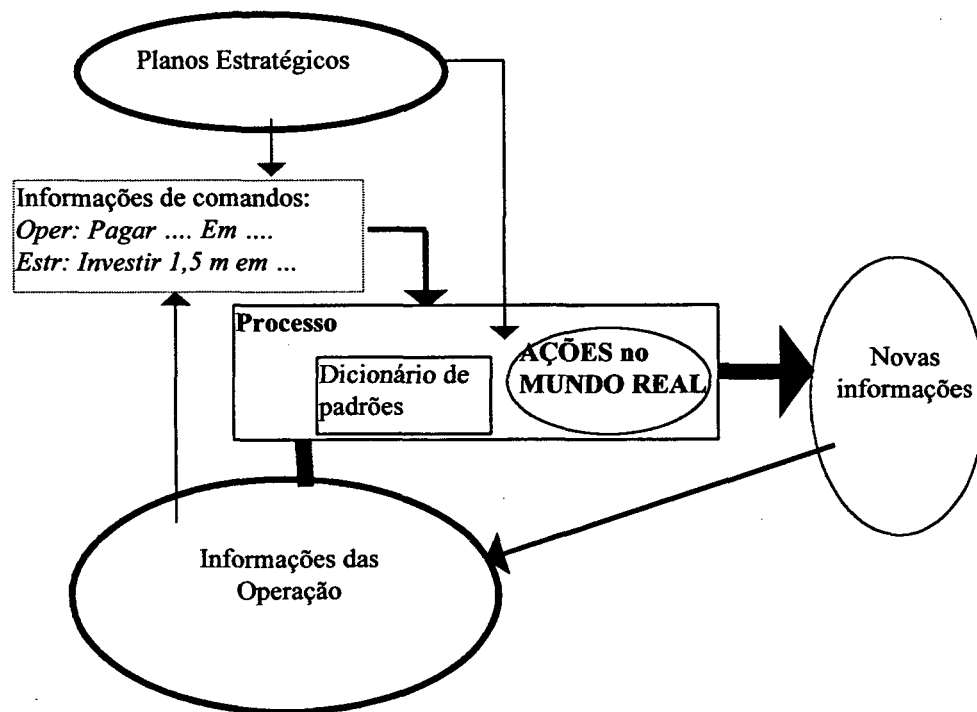 Planos Estratégicos
Informações de comandos:
Oper: Pagar .... Em ....
Estr: Investir 1,5 m em ...
Processo
Dicionário de
padrões
AÇÕES no
MUNDO REAL
Novas
informações
Informações das
Operação